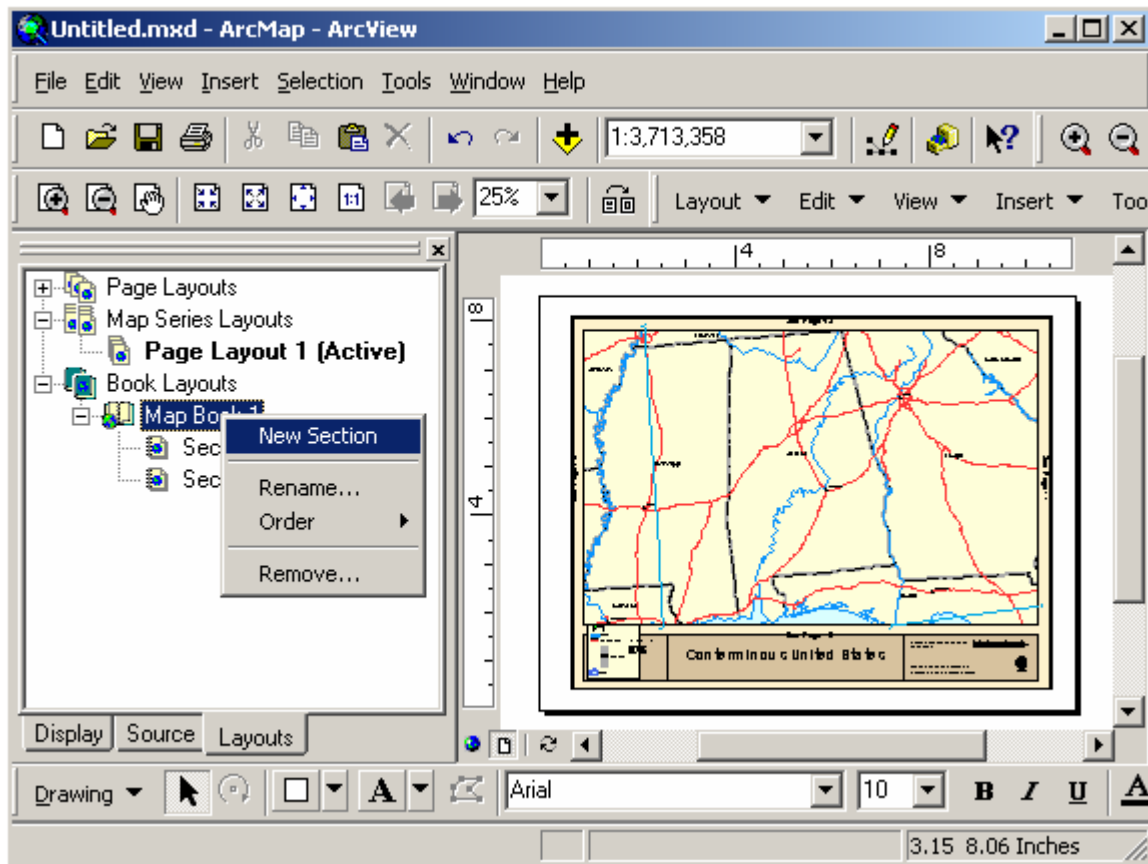 Untitled.mxd - ArcMap - ArcView
File Edit View Insert Selection Tools Window Help
1:3,713,358
1:1 25% Layout Edit View Insert Too
Page Layouts
Map Series Layouts
Page Layout 1 (Active)
Book Layouts
Map Book 1
New Section
Sec
Rename...
Sec
Order
Remove...
4 8
8
4
Conterminous United States
Display Source Layouts
Drawing A Arial 10 B I U A
3.15 8.06 Inches